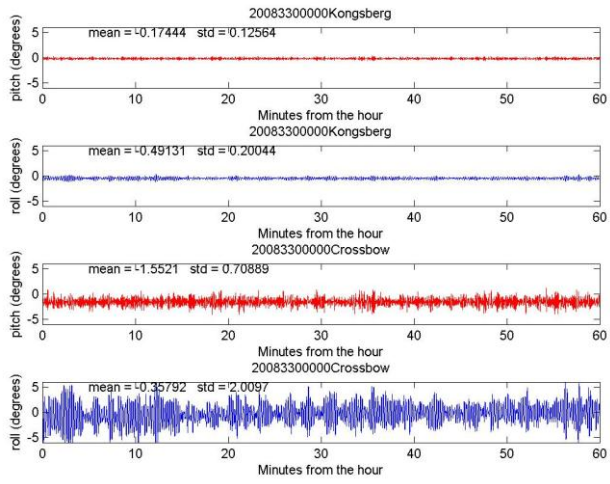 20083300000Kongsberg
5
0
-5
pitch (degrees)
mean = -0.17444 std = 0.12564
0 10 20 30 40 50 60
Minutes from the hour
20083300000Kongsberg
5
0
-5
roll (degrees)
mean = -0.49131 std = 0.20044
0 10 20 30 40 50 60
Minutes from the hour
20083300000Crossbow
5
0
-5
pitch (degrees)
mean = -1.5521 std = 0.70889
0 10 20 30 40 50 60
Minutes from the hour
20083300000Crossbow
5
0
-5
roll (degrees)
mean = -0.35792 std = 2.0097
0 10 20 30 40 50 60
Minutes from the hour